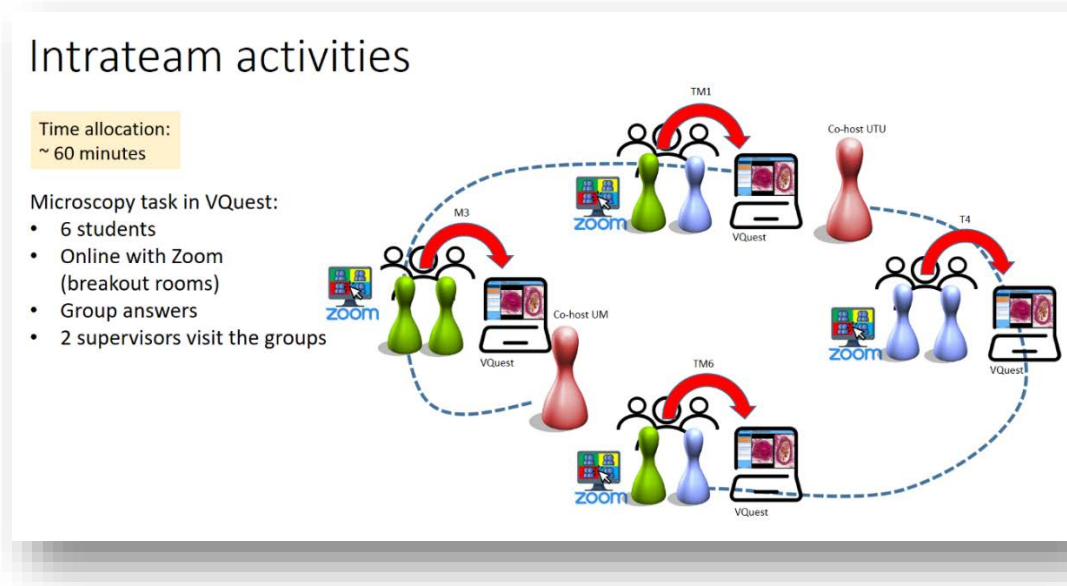 Intrateam activities
Time allocation:
~ 60 minutes
Microscopy task in VQuest:
• 6 students
• Online with Zoom
(breakout rooms)
• Group answers
• 2 supervisors visit the groups
TM1
zoom
VQuest
Co-host UTU
M3
zoom
VQuest
Co-host UM
T4
zoom
VQuest
TM6
zoom
VQuest